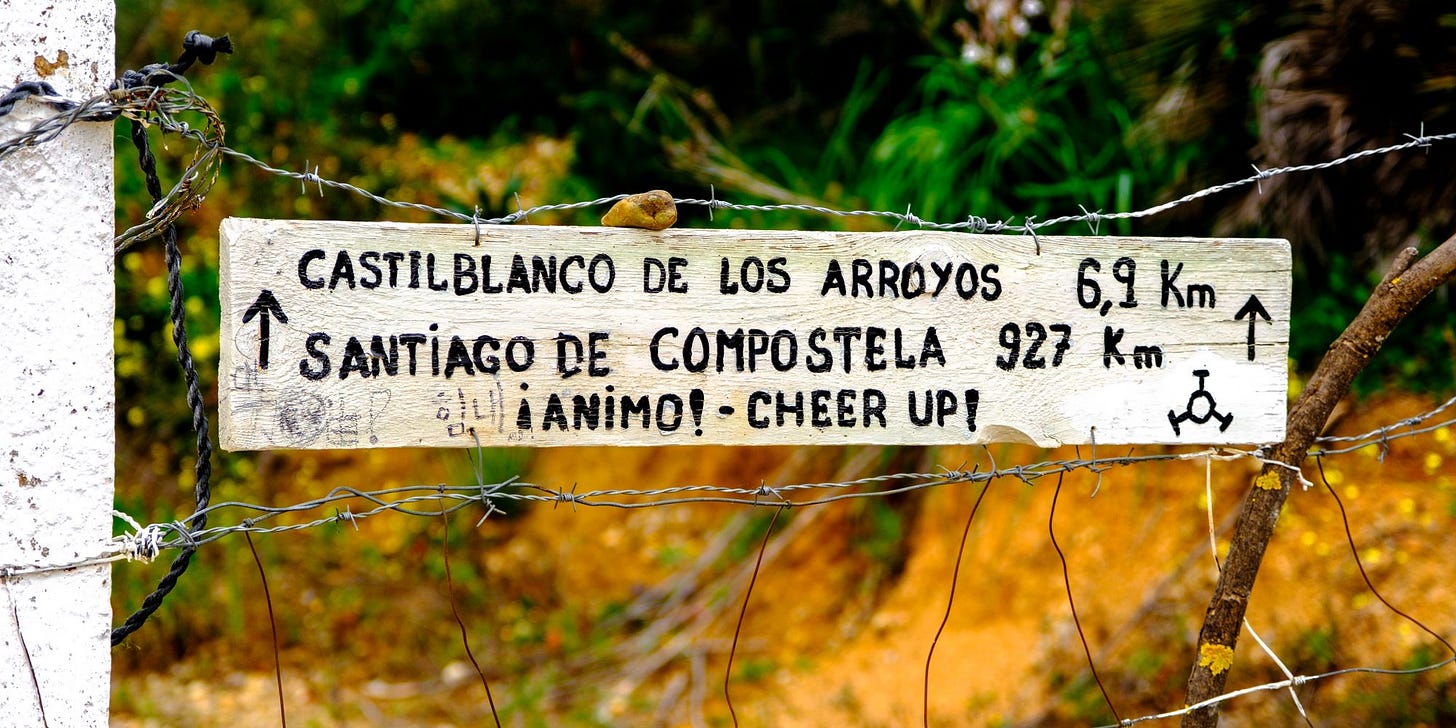 CASTILBLANCO DE LOS ARROYOS 6,9 Km
SANTIAGO DE COMPOSTELA 927 Km
¡ANIMO! - CHEER UP!